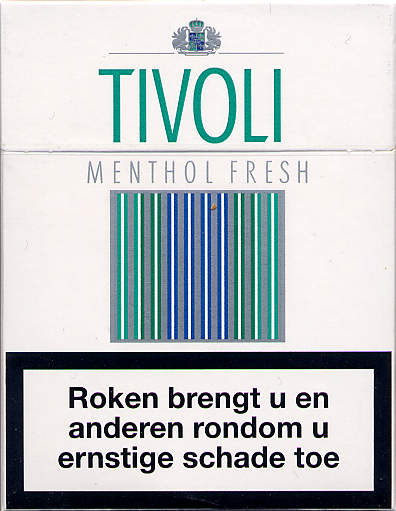 TIVOLI
MENTHOL FRESH
Roken brengt u en
anderen rondom u
ernstige schade toe